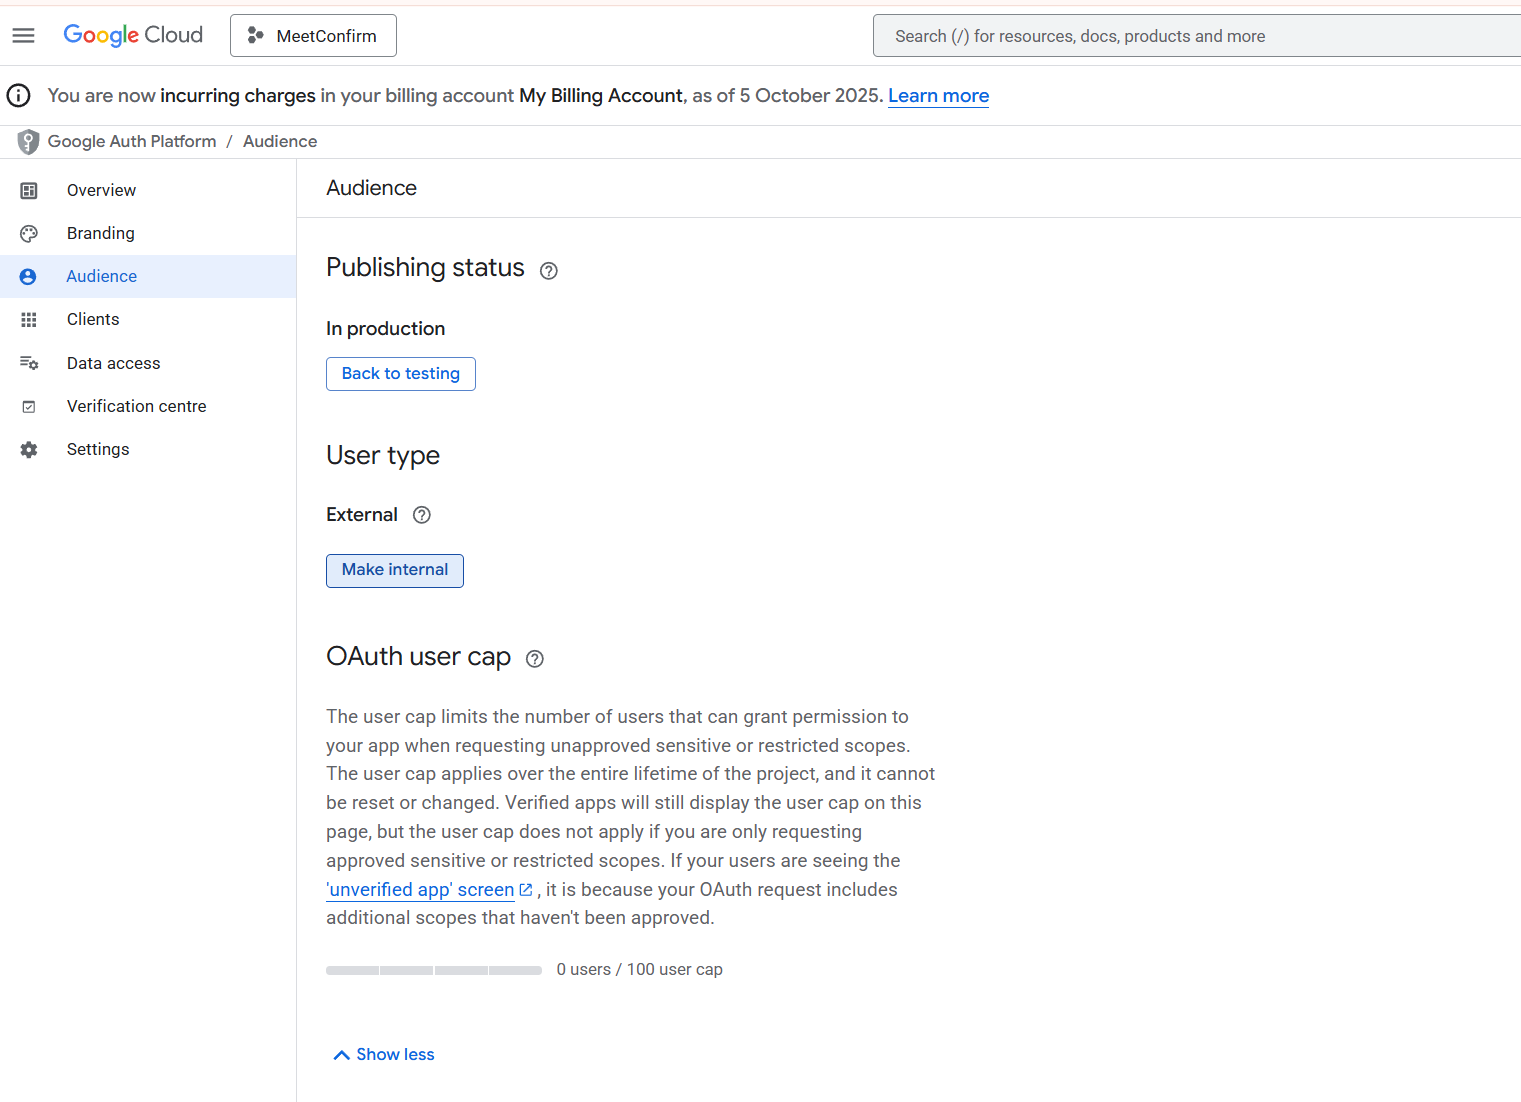 Google Cloud
MeetConfirm
Search (/) for resources, docs, products and more
You are now incurring charges in your billing account My Billing Account, as of 5 October 2025. Learn more
Google Auth Platform / Audience
Overview
Branding
Audience
Clients
Data access
Verification centre
Settings
Audience
Publishing status
In production
Back to testing
User type
External
Make internal
OAuth user cap
The user cap limits the number of users that can grant permission to
your app when requesting unapproved sensitive or restricted scopes.
The user cap applies over the entire lifetime of the project, and it cannot
be reset or changed. Verified apps will still display the user cap on this
page, but the user cap does not apply if you are only requesting
approved sensitive or restricted scopes. If your users are seeing the
'unverified app' screen , it is because your OAuth request includes
additional scopes that haven't been approved.
0 users / 100 user cap
Show less